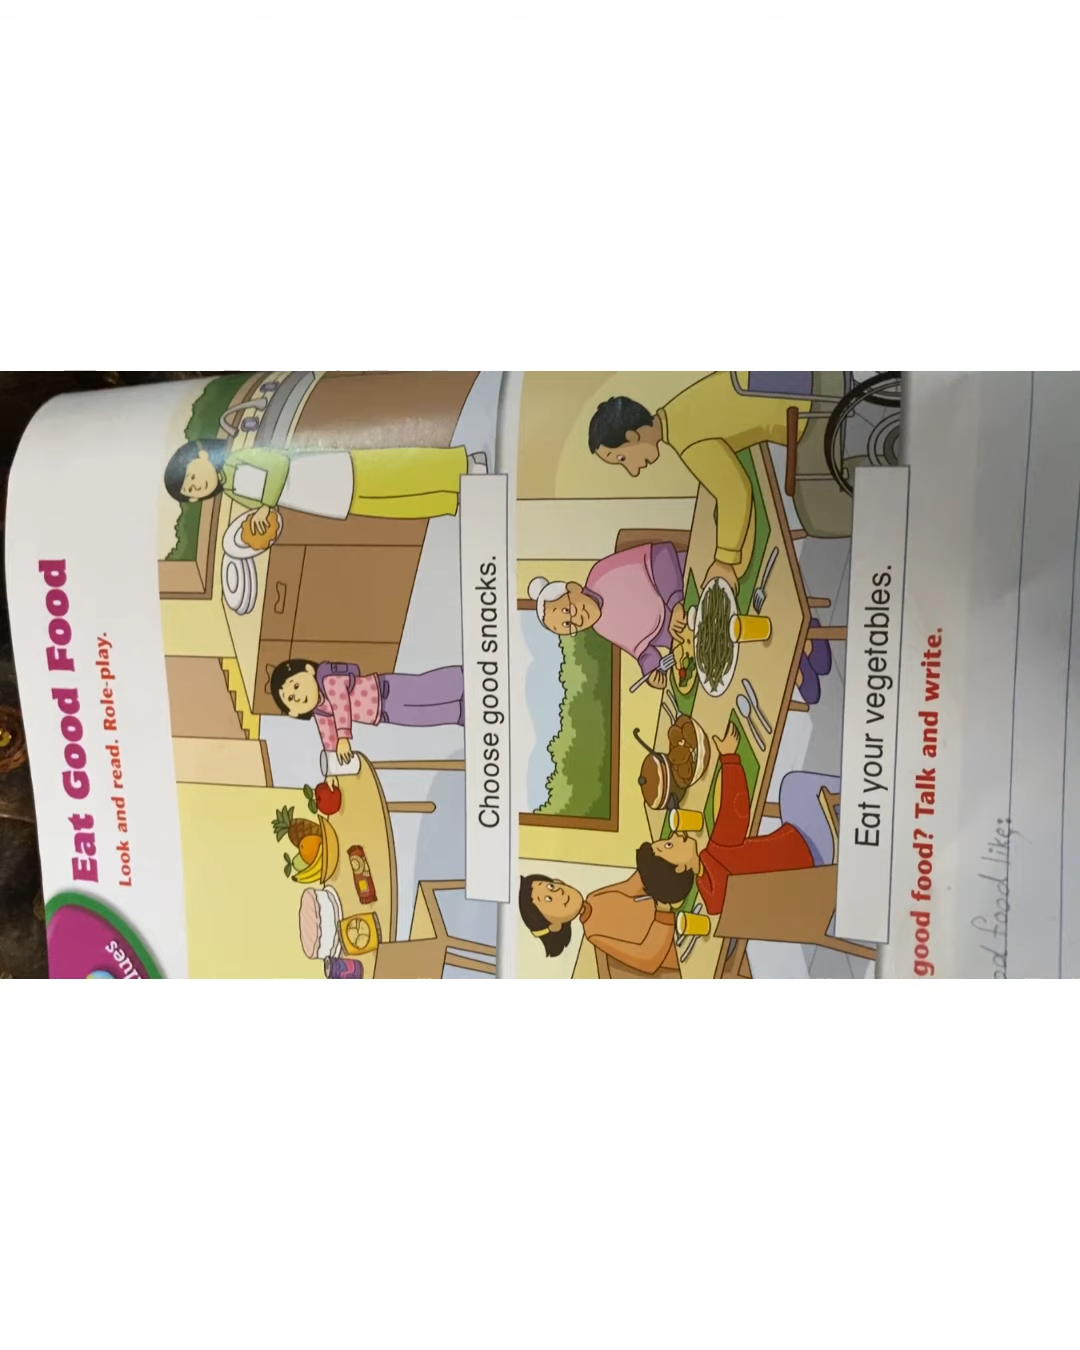 Eat Good Food
Look and read. Role-play.
Choose good snacks.
Eat your vegetables.
good food? Talk and write.
food like: